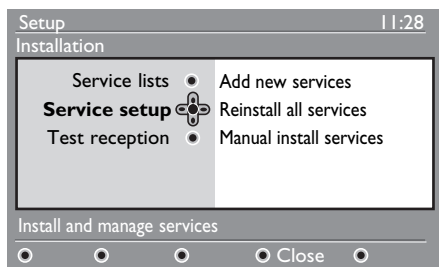 Setup 11:28
Installation
Service lists Add new services
Service setup Reinstall all services
Test reception Manual install services
Install and manage services
Close